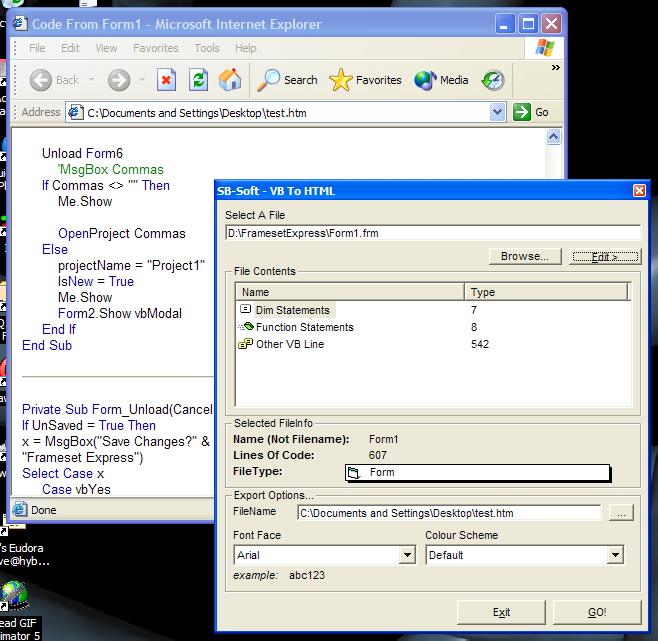 Code From Form1 - Microsoft Internet Explorer
File Edit View Favorites Tools Help
Back Search Favorites Media
Address C:\Documents and Settings\Desktop\test.htm Go
Unload Form6
'MsgBox Commas
If Commas <> "" Then
Me.Show
OpenProject Commas
Else
projectName = "Project1"
IsNew = True
Me.Show
Form2.Show vbModal
End If
End Sub
Private Sub Form_Unload(Cancel
If UnSaved = True Then
x = MsgBox("Save Changes?" &
"Frameset Express")
Select Case x
Case vbYes
Done
SB-Soft - VB To HTML
Select A File
D:\FramesetExpress\Form1.frm
Browse... Edit >
File Contents
Name Type
Dim Statements 7
Function Statements 8
Other VB Line 542
Selected FileInfo
Name (Not Filename): Form1
Lines Of Code: 607
FileType: Form
Export Options...
FileName C:\Documents and Settings\Desktop\test.htm ...
Font Face Colour Scheme
Arial Default
example: abc123
Exit GO!
's Eudora
ve@hyb...
ead GIF
imator 5